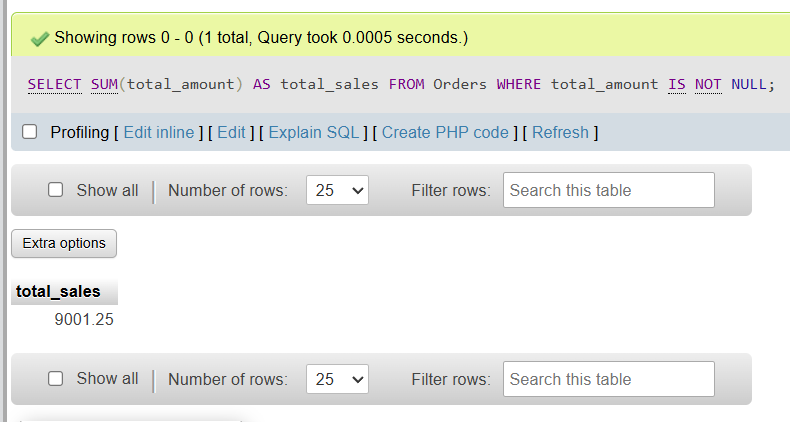 Showing rows 0 - 0 (1 total, Query took 0.0005 seconds.)
SELECT SUM(total_amount) AS total_sales FROM Orders WHERE total_amount IS NOT NULL;
Profiling [ Edit inline ] [ Edit ] [ Explain SQL ] [ Create PHP code ] [ Refresh ]
Show all Number of rows: 25 Filter rows: Search this table
Extra options
total_sales
9001.25
Show all Number of rows: 25 Filter rows: Search this table